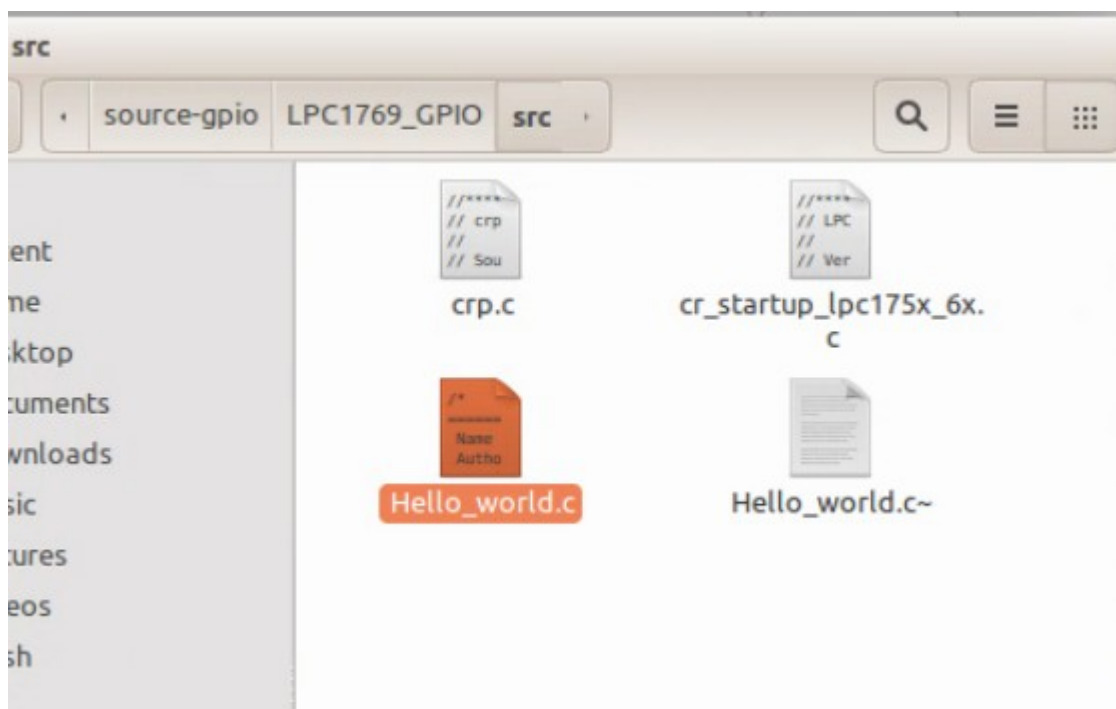 src
source-gpio LPC1769_GPIO src
ent
me
sktop
cuments
wnloads
sic
tures
eos
sh
//****
// crp
//
// Sou
crp.c
//****
// LPC
//
// Ver
cr_startup_lpc175x_6x.
c
/*
======
Name
Autho
Hello_world.c
Hello_world.c~